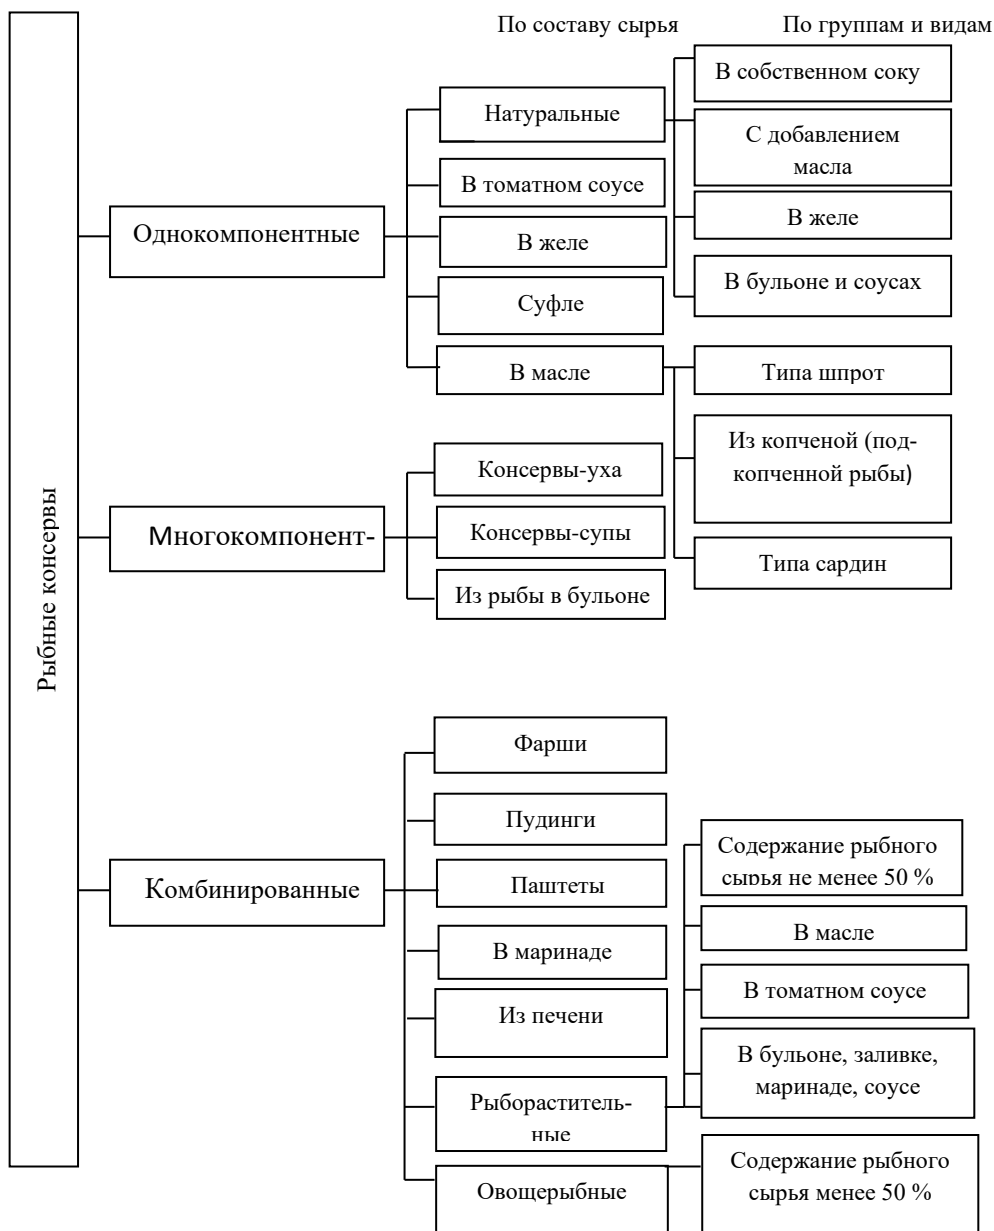 По составу сырья
По группам и видам
Рыбные консервы
Однокомпонентные
Натуральные
В собственном соку
С добавлением
масла
В желе
В бульоне и соусах
В томатном соусе
В желе
Суфле
В масле
Типа шпрот
Из копченой (под-
копченной рыбы)
Типа сардин
Многокомпонент-
Консервы-уха
Консервы-супы
Из рыбы в бульоне
Комбинированные
Фарши
Пудинги
Паштеты
В маринаде
Из печени
Рыборастительь-
ные
Содержание рыбного
сырья не менее 50 %
В масле
В томатном соусе
В бульоне, заливке,
маринаде, соусе
Овощерыбные
Содержание рыбного
сырья менее 50 %